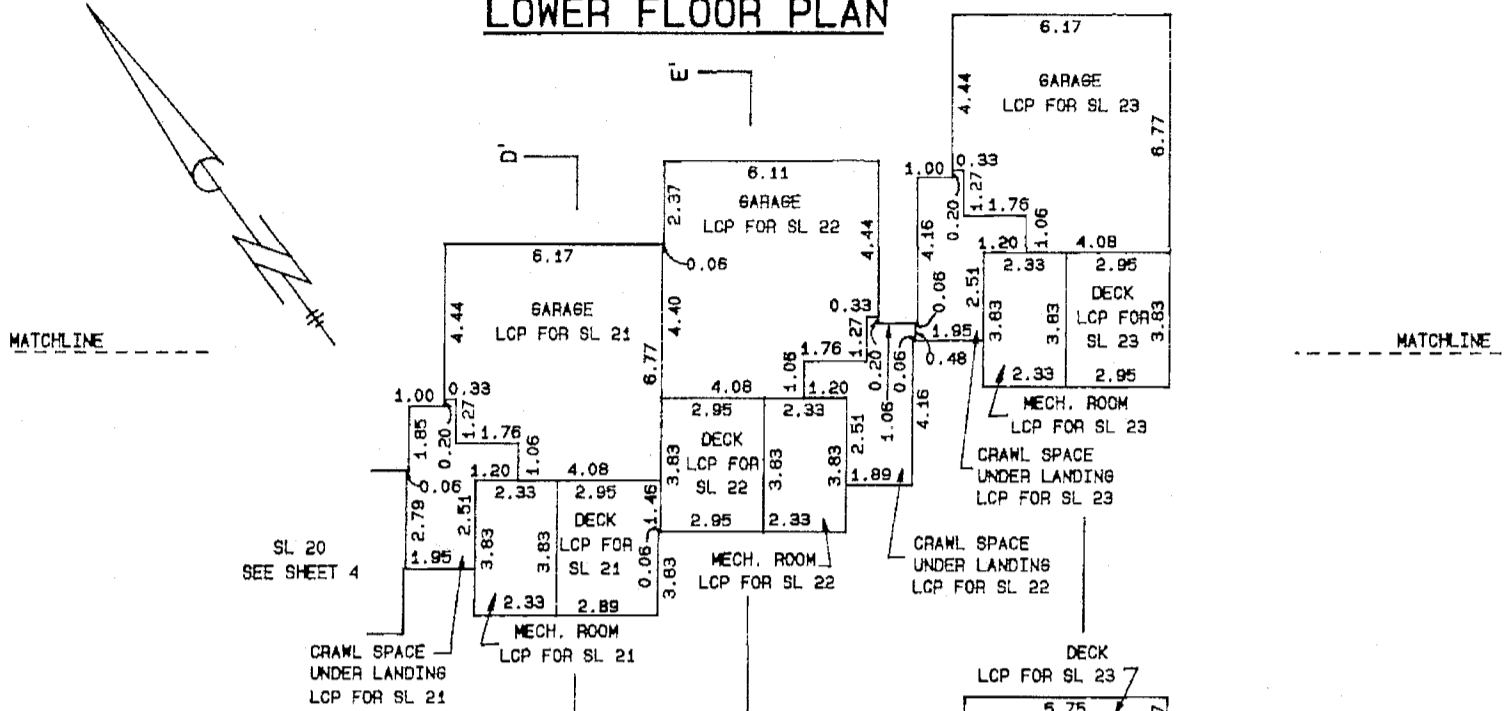 LOWER FLOOR PLAN
N
MATCHLINE
MATCHLINE
D'
E'
6.17
GARAGE
LCP FOR SL 23
4.44
6.77
1.00
0.33
1.27
0.20
1.76
1.06
4.16
1.20
4.08
2.33
2.95
2.51
3.83
3.83
DECK
LCP FOR
SL 23
3.83
0.06
1.95
0.48
2.33
2.95
MECH. ROOM
LCP FOR SL 23
CRAWL SPACE
UNDER LANDING
LCP FOR SL 23
6.11
GARAGE
LCP FOR SL 22
2.37
4.44
0.06
4.40
0.33
1.27
0.20
1.76
1.06
0.06
1.06
4.16
4.08
1.20
2.95
2.33
2.51
DECK
LCP FOR
SL 22
3.83
3.83
3.83
1.89
2.95
2.33
MECH. ROOM
LCP FOR SL 22
CRAWL SPACE
UNDER LANDING
LCP FOR SL 22
6.17
GARAGE
LCP FOR SL 21
4.44
6.77
1.00
0.33
1.27
1.85
0.20
1.76
1.06
1.20
4.08
0.06
2.33
2.95
2.79
2.51
3.83
3.83
DECK
LCP FOR
SL 21
1.46
0.06
3.83
1.95
2.33
2.89
SL 20
SEE SHEET 4
MECH. ROOM
LCP FOR SL 21
CRAWL SPACE
UNDER LANDING
LCP FOR SL 21
DECK
LCP FOR SL 23
5.75